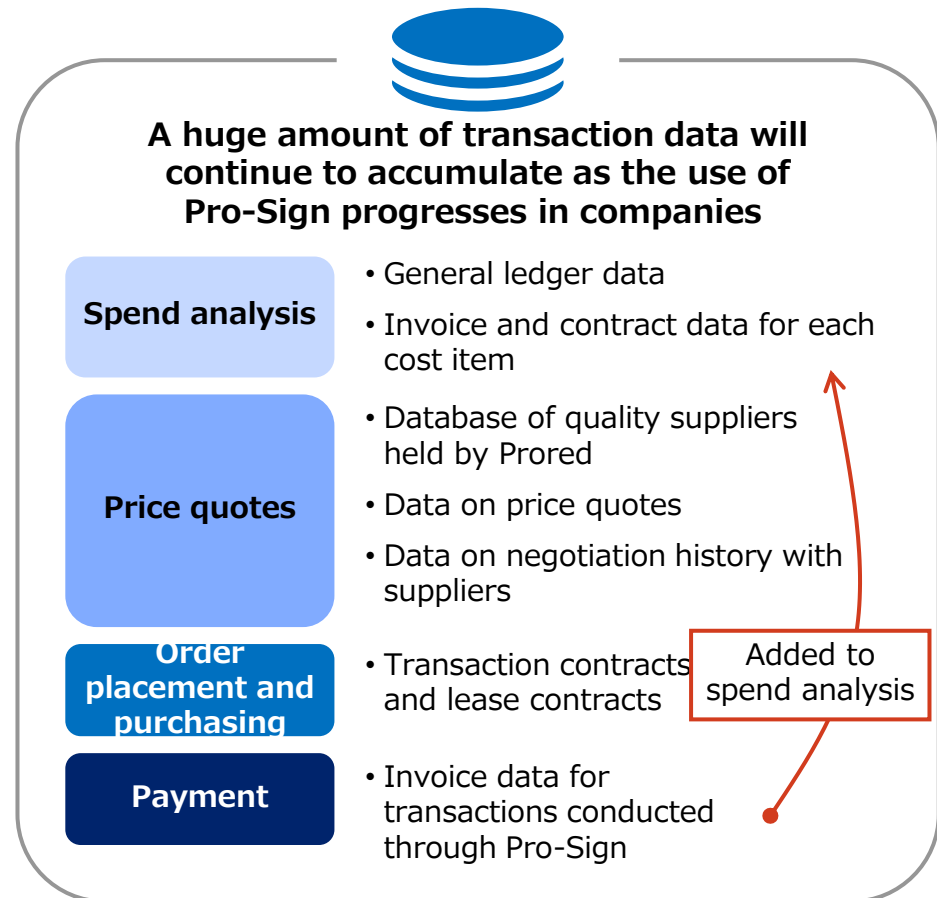 A huge amount of transaction data will
continue to accumulate as the use of
Pro-Sign progresses in companies
Spend analysis
• General ledger data
• Invoice and contract data for each
cost item
Price quotes
• Database of quality suppliers
held by Prored
• Data on price quotes
• Data on negotiation history with
suppliers
Order
placement and
purchasing
• Transaction contracts
and lease contracts
Added to
spend analysis
Payment
• Invoice data for
transactions conducted
through Pro-Sign